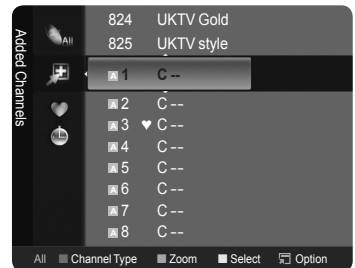 Added Channels
All
824 UKTV Gold
825 UKTV style
A 1 C --
A 2 C --
A 3 ♥ C --
A 4 C --
A 5 C --
A 6 C --
A 7 C --
A 8 C --
All Channel Type Zoom Select Option